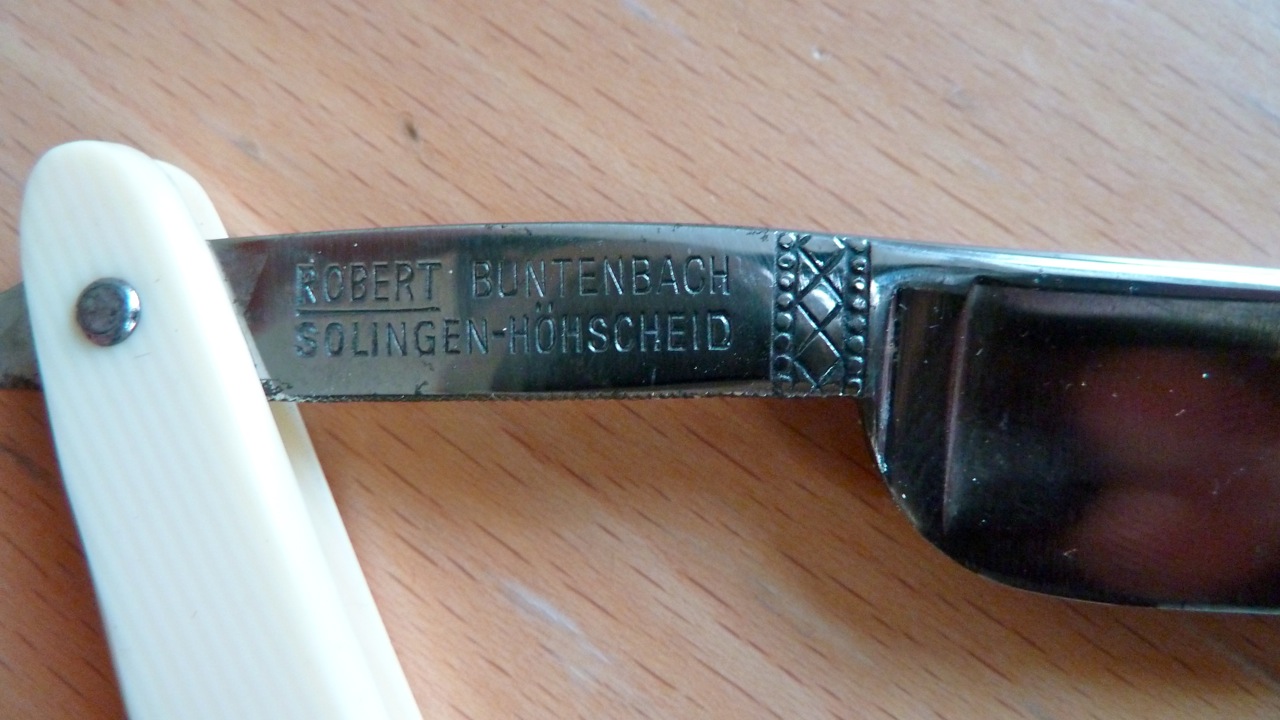 ROBERT BUNTENBACH
SOLINGEN-HÖHSCHEID